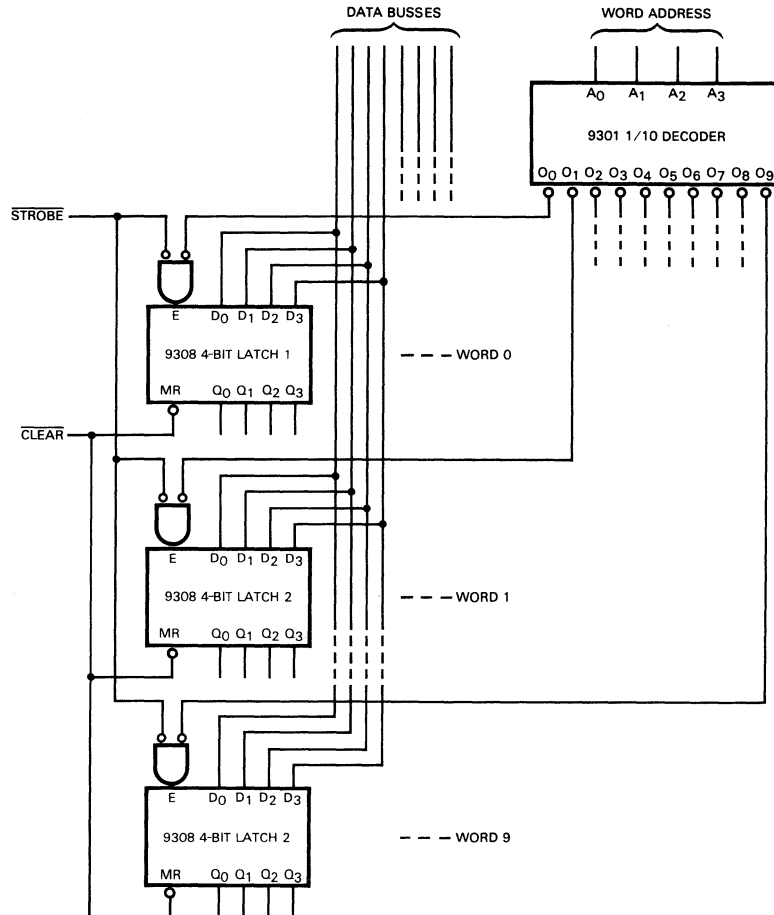 DATA BUSSES
WORD ADDRESS
A0 A1 A2 A3
9301 1/10 DECODER
O0 O1 O2 O3 O4 O5 O6 O7 O8 O9
STROBE
E D0 D1 D2 D3
9308 4-BIT LATCH 1
WORD 0
MR Q0 Q1 Q2 Q3
CLEAR
E D0 D1 D2 D3
9308 4-BIT LATCH 2
WORD 1
MR Q0 Q1 Q2 Q3
E D0 D1 D2 D3
9308 4-BIT LATCH 2
WORD 9
MR Q0 Q1 Q2 Q3